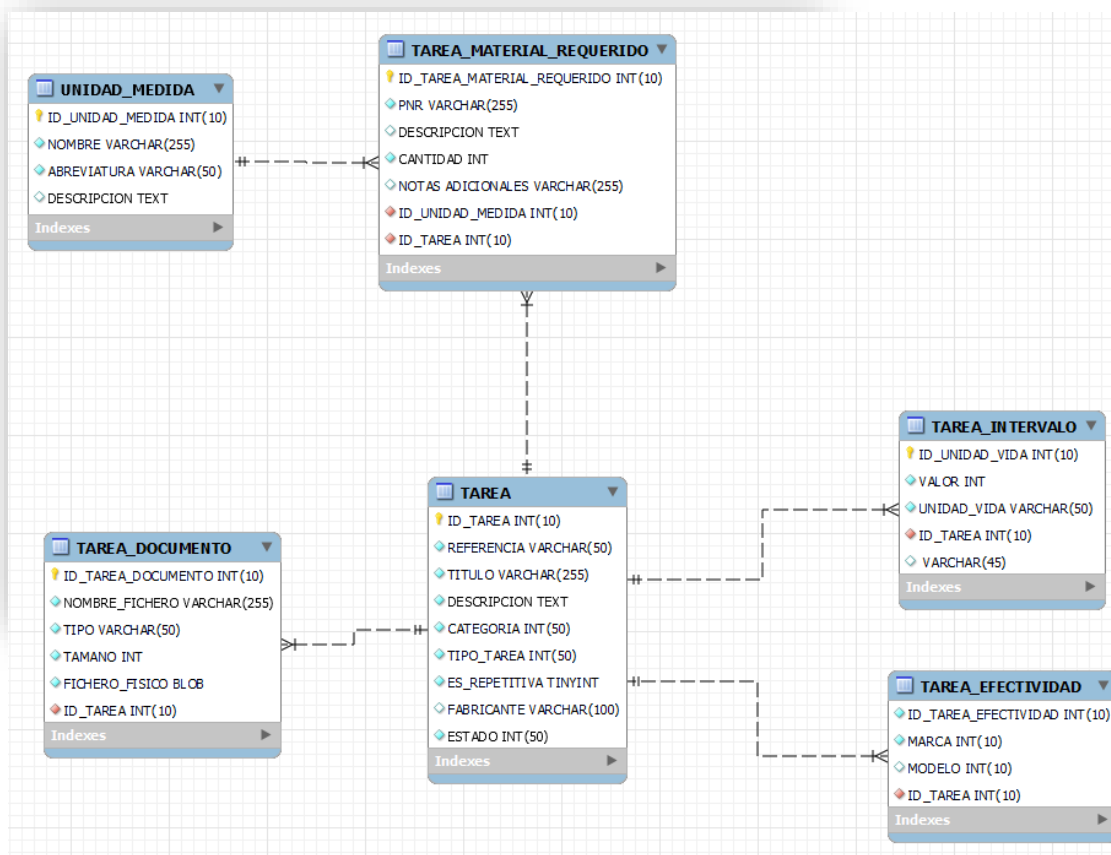 UNIDAD_MEDIDA
ID_UNIDAD_MEDIDA INT(10)
NOMBRE VARCHAR(255)
ABREVIATURA VARCHAR(50)
DESCRIPCION TEXT
Indexes
TAREA_MATERIAL_REQUERIDO
ID_TAREA_MATERIAL_REQUERIDO INT(10)
PNR VARCHAR(255)
DESCRIPCION TEXT
CANTIDAD INT
NOTAS ADICIONALES VARCHAR(255)
ID_UNIDAD_MEDIDA INT(10)
ID_TAREA INT(10)
Indexes
TAREA_DOCUMENTO
ID_TAREA_DOCUMENTO INT(10)
NOMBRE_FICHERO VARCHAR(255)
TIPO VARCHAR(50)
TAMANO INT
FICHERO_FISICO BLOB
ID_TAREA INT(10)
Indexes
TAREA
ID_TAREA INT(10)
REFERENCIA VARCHAR(50)
TITULO VARCHAR(255)
DESCRIPCION TEXT
CATEGORIA INT(50)
TIPO_TAREA INT(50)
ES_REPETITIVA TINYINT
FABRICANTE VARCHAR(100)
ESTADO INT(50)
Indexes
TAREA_INTERVALO
ID_UNIDAD_VIDA INT(10)
VALOR INT
UNIDAD_VIDA VARCHAR(50)
ID_TAREA INT(10)
VARCHAR(45)
Indexes
TAREA_EFECTIVIDAD
ID_TAREA_EFECTIVIDAD INT(10)
MARCA INT(10)
MODELO INT(10)
ID_TAREA INT(10)
Indexes